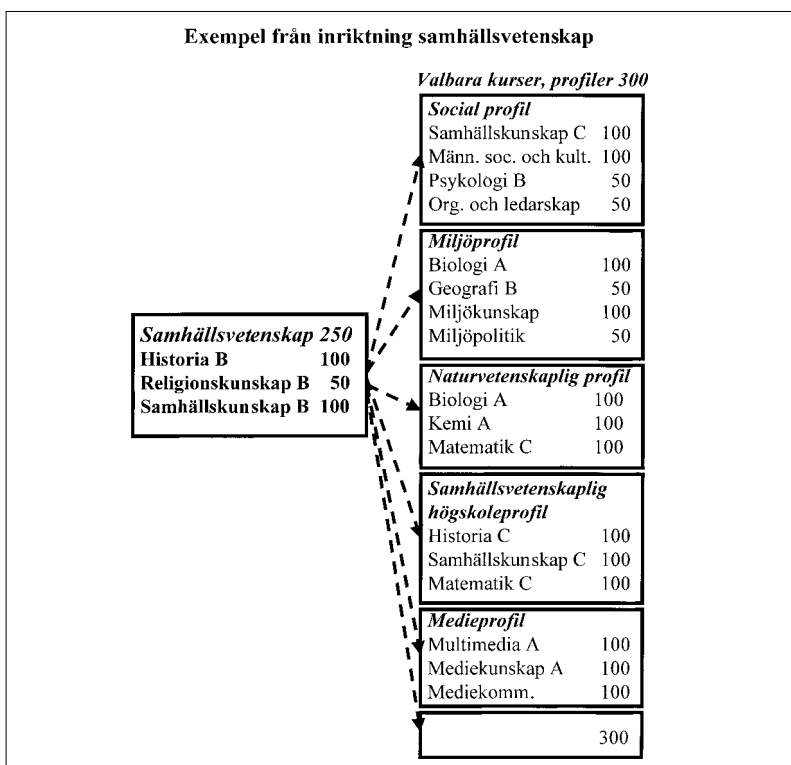 Exempel från inriktning samhällsvetenskap
Valbara kurser, profiler 300
Social profil
Samhällskunskap C 100
Männ. soc. och kult. 100
Psykologi B 50
Org. och ledarskap 50
Miljöprofil
Biologi A 100
Geografi B 50
Miljökunskap 100
Miljöpolitik 50
Samhällsvetenskap 250
Historia B 100
Religionskunskap B 50
Samhällskunskap B 100
Naturvetenskaplig profil
Biologi A 100
Kemi A 100
Matematik C 100
Samhällsvetenskaplig
högskoleprofil
Historia C 100
Samhällskunskap C 100
Matematik C 100
Medieprofil
Multimedia A 100
Mediekunskap A 100
Mediekomm. 100
300